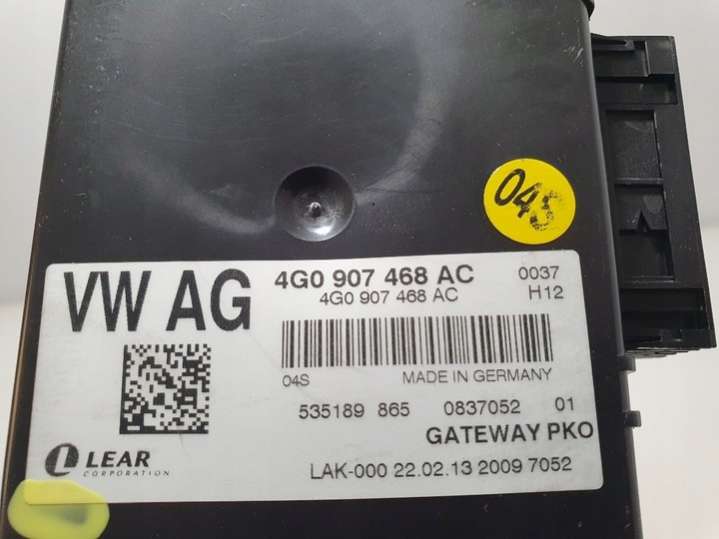 04S
VW AG
4G0 907 468 AC 0037
4G0 907 468 AC H12
04S MADE IN GERMANY
535189 865 0837052 01
GATEWAY PKO
LEAR
CORPORATION
LAK-000 22.02.13 2009 7052